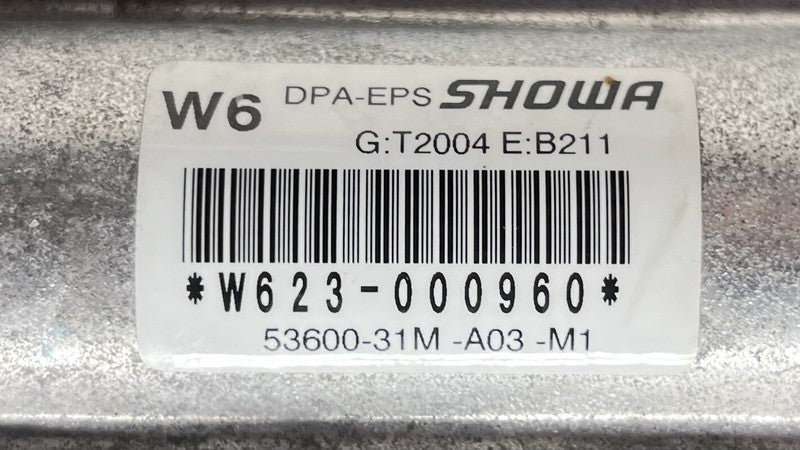 W6 DPA-EPS SHOWA
G:T2004 E:B211
*W623-000960*
53600-31M -A03 -M1